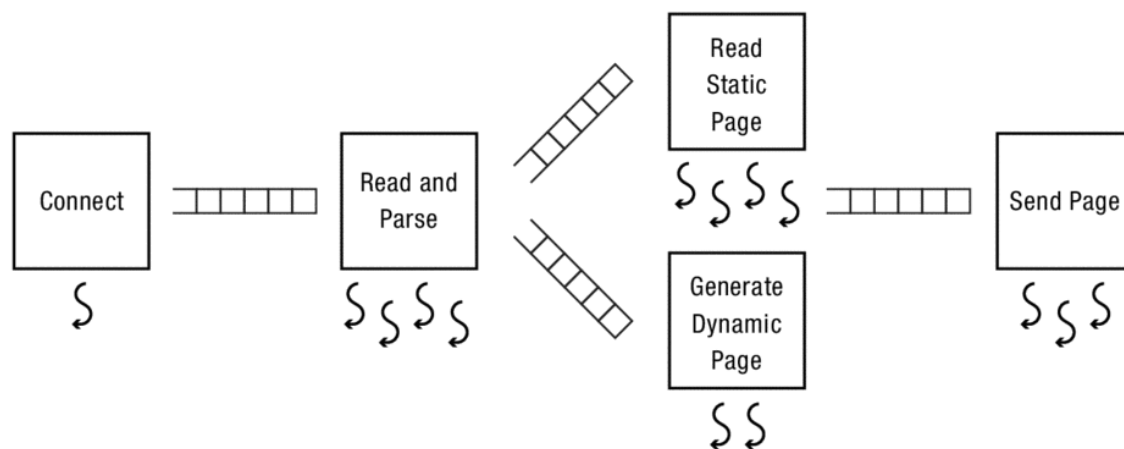 Connect
Read and
Parse
Read
Static
Page
Generate
Dynamic
Page
Send Page